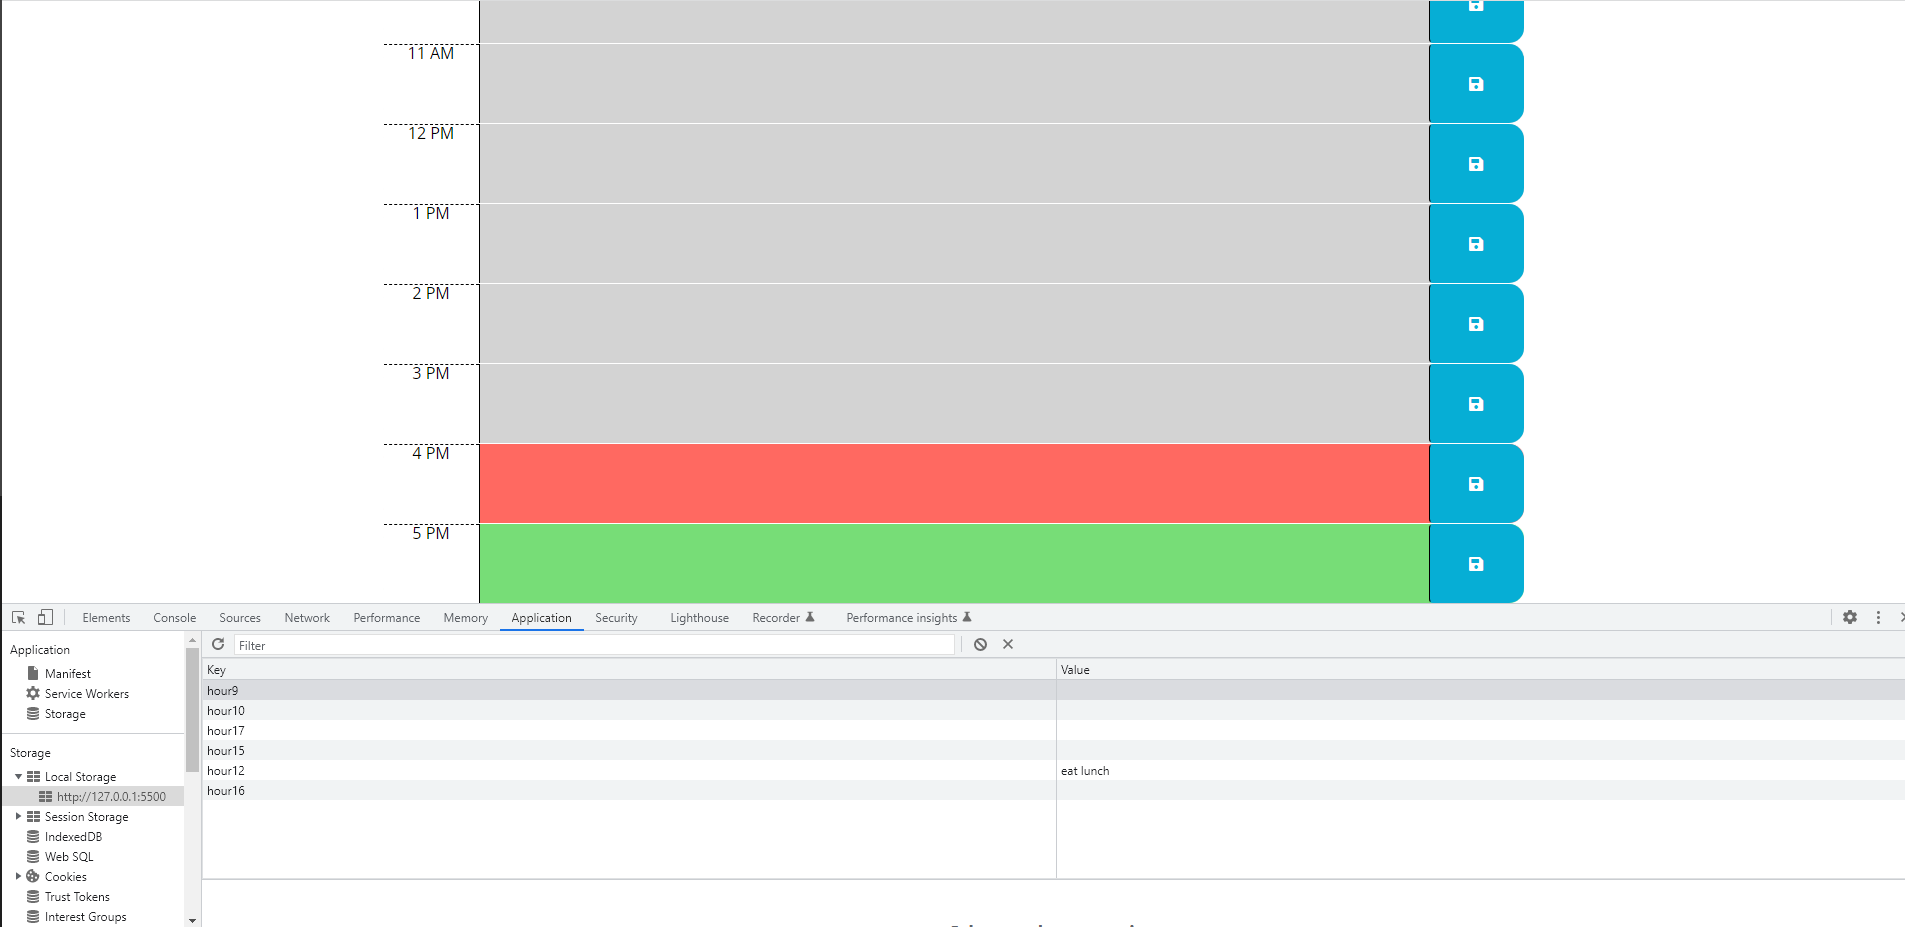 11 AM
12 PM
1 PM
2 PM
3 PM
4 PM
5 PM
Elements Console Sources Network Performance Memory Application Security Lighthouse Recorder Performance insights
Application
Manifest
Service Workers
Storage
Storage
Local Storage
http://127.0.0.1:5500
Session Storage
IndexedDB
Web SQL
Cookies
Trust Tokens
Interest Groups
Filter
Key Value
hour9
hour10
hour17
hour15
hour12 eat lunch
hour16